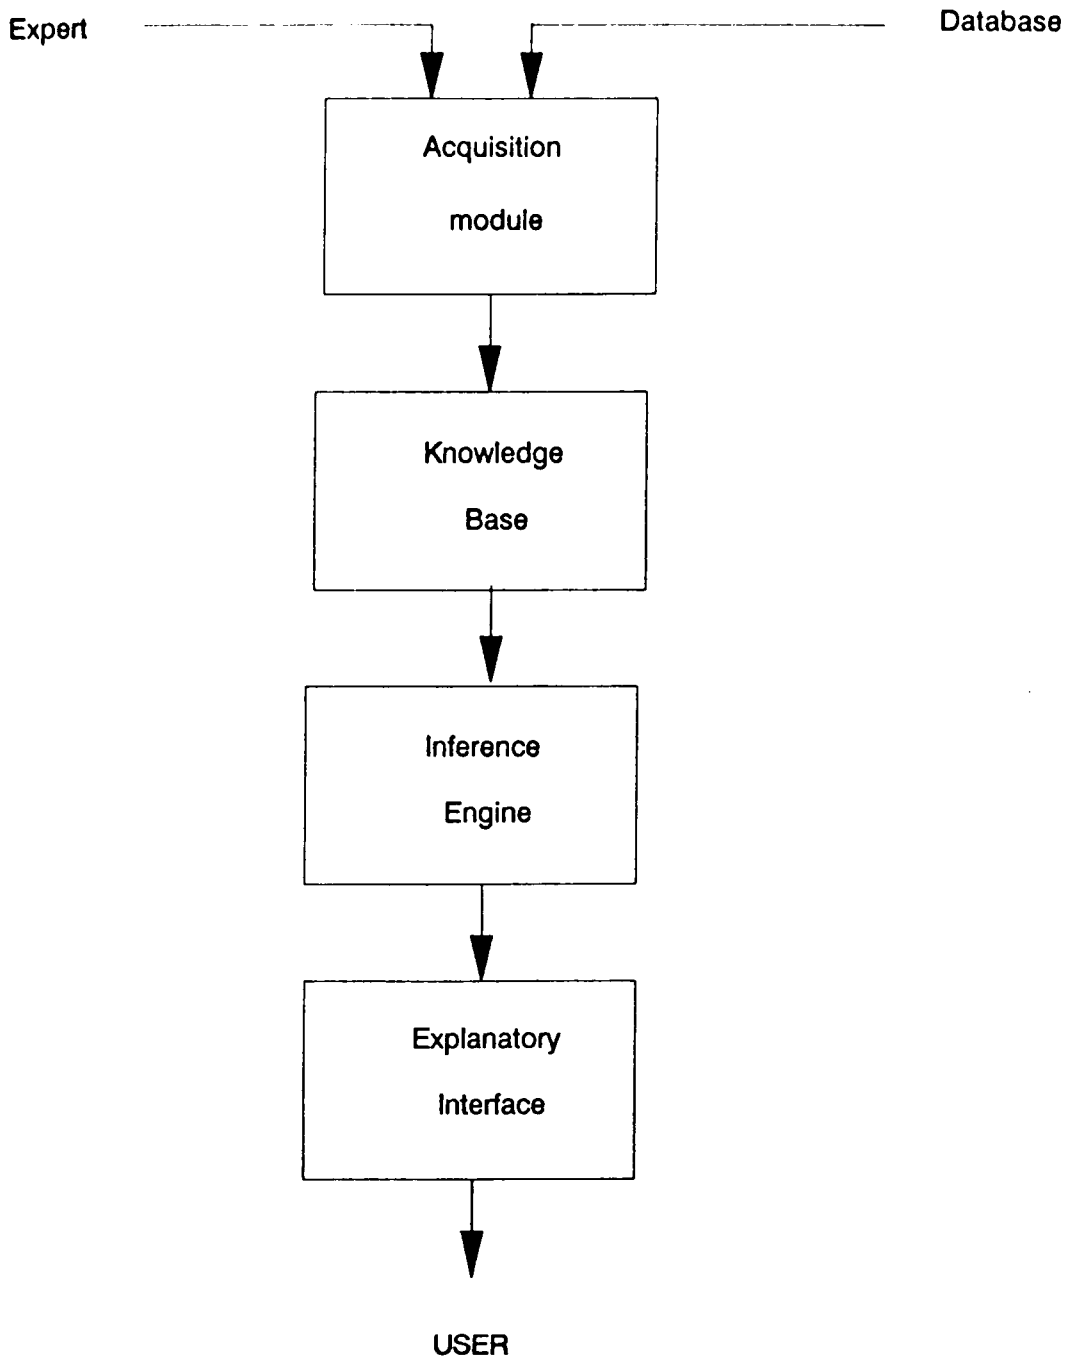 Expert
Database
Acquisition
module
Knowledge
Base
Inference
Engine
Explanatory
Interface
USER